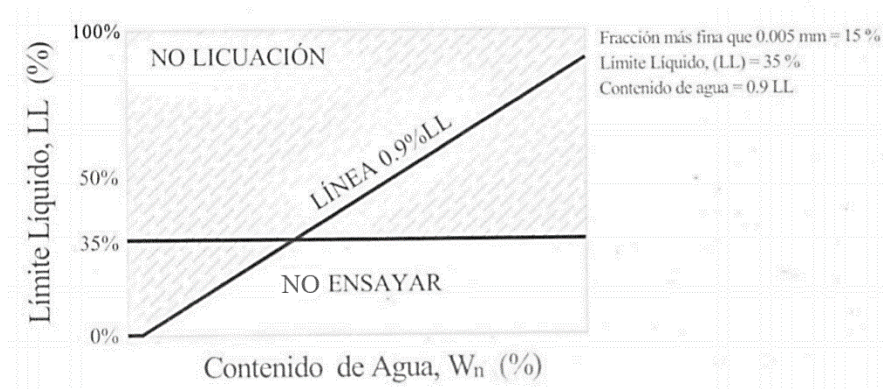 100%
NO LICUACIÓN
Fracción más fina que 0.005 mm = 15 %
Límite Líquido, (LL) = 35 %
Contenido de agua = 0.9 LL
Límite Líquido, LL (%)
LÍNEA 0.9%LL
50%
35%
NO ENSAYAR
0%
Contenido de Agua, Wn (%)